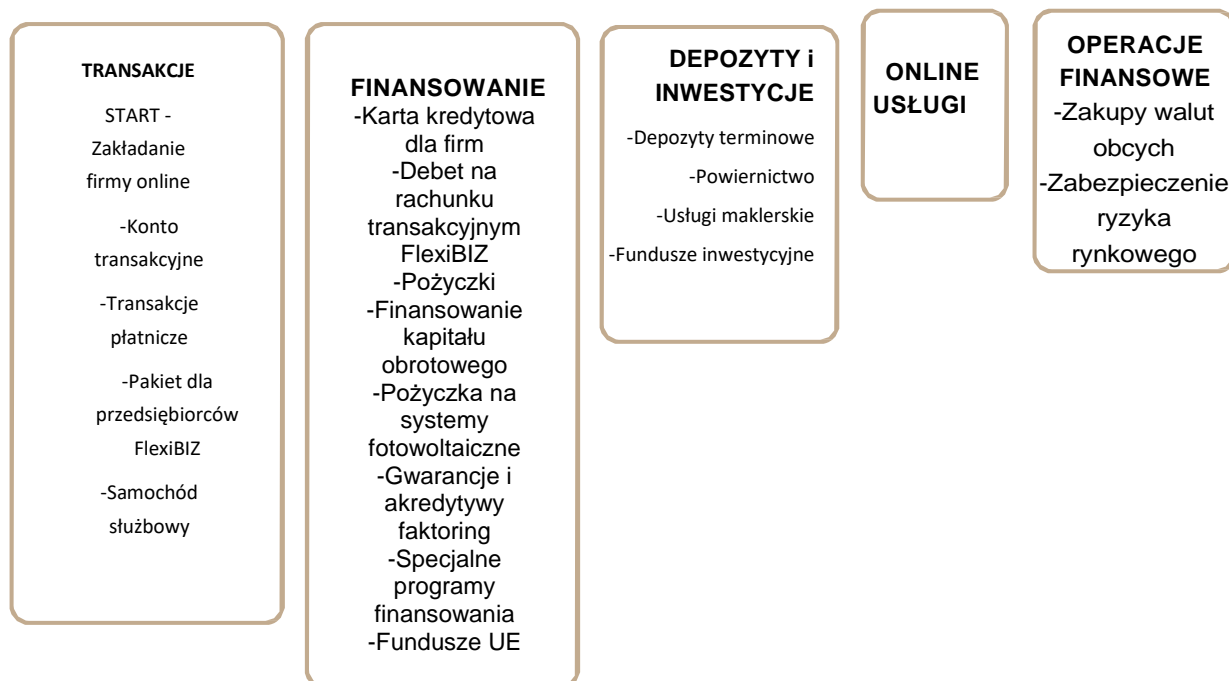 TRANSAKCJE
START -
Zakładanie
firmy online
-Konto
transakcyjne
-Transakcje
płatnicze
-Pakiet dla
przedsiębiorców
FlexiBIZ
-Samochód
służbowy
FINANSOWANIE
-Karta kredytowa
dla firm
-Debet na
rachunku
transakcyjnym
FlexiBIZ
-Pożyczki
-Finansowanie
kapitału
obrotowego
-Pożyczka na
systemy
fotowoltaiczne
-Gwarancje i
akredytywy
faktoring
-Specjalne
programy
finansowania
-Fundusze UE
DEPOZYTY i
INWESTYCJE
-Depozyty terminowe
-Powiernictwo
-Usługi maklerskie
-Fundusze inwestycyjne
ONLINE
USŁUGI
OPERACJE
FINANSOWE
-Zakupy walut
obcych
-Zabezpieczenie
ryzyka
rynkowego